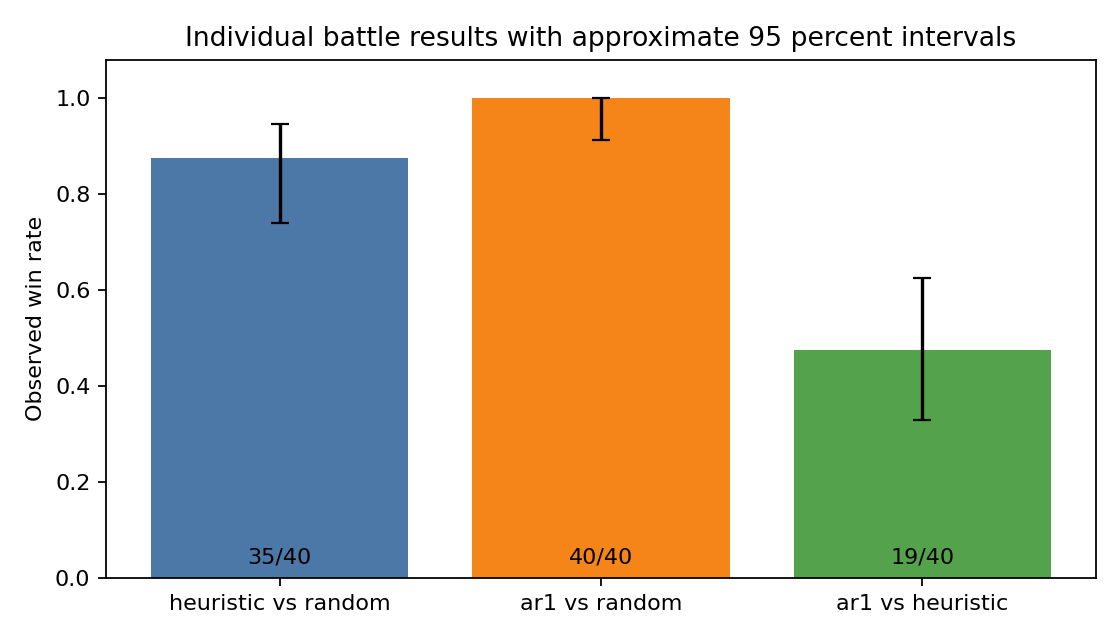 Individual battle results with approximate 95 percent intervals
Observed win rate
1.0
0.8
0.6
0.4
0.2
0.0
35/40
40/40
19/40
heuristic vs random
ar1 vs random
ar1 vs heuristic